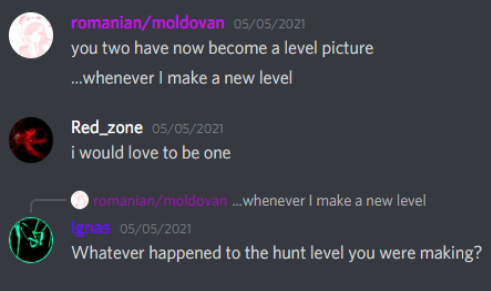 romanian/moldovan 05/05/2021
you two have now become a level picture
...whenever I make a new level
Red_zone 05/05/2021
i would love to be one
romanian/moldovan ...whenever I make a new level
Ignas 05/05/2021
Whatever happened to the hunt level you were making?